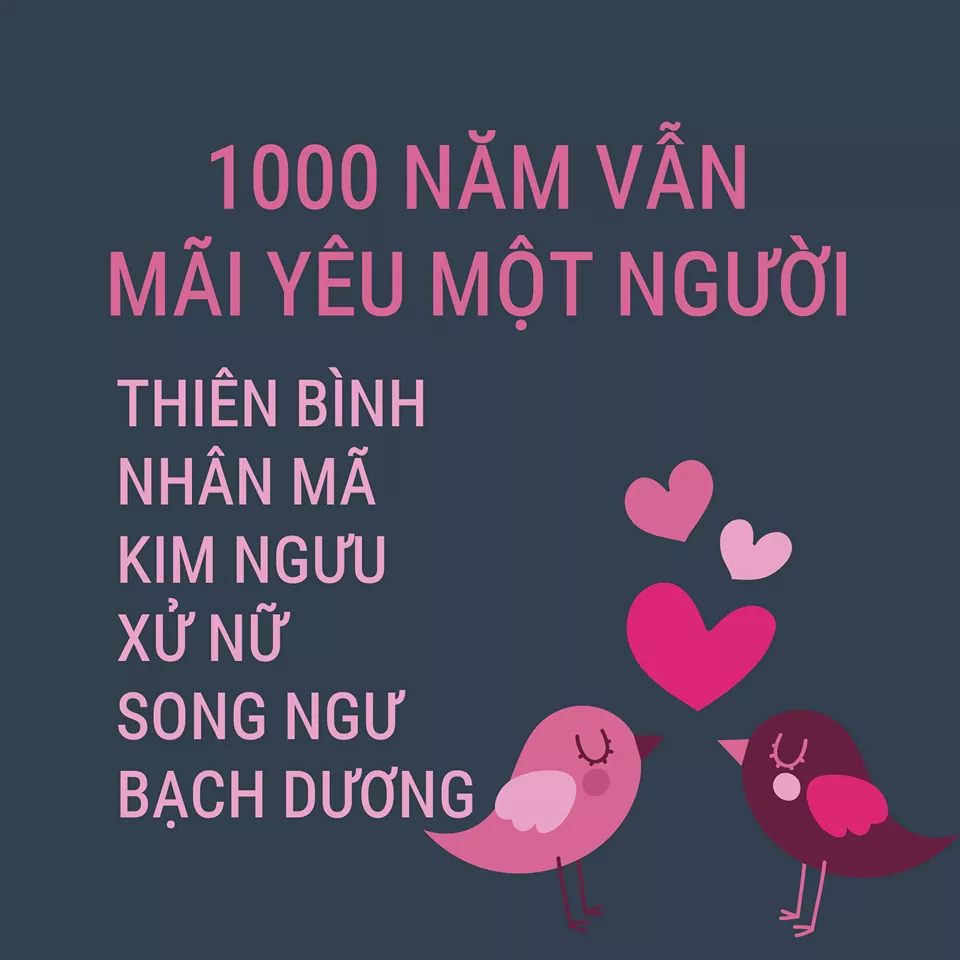 1000 NĂM VẪN
MÃI YÊU MỘT NGƯỜI
THIÊN BÌNH
NHÂN MÃ
KIM NGƯU
XỬ NỮ
SONG NGƯ
BẠCH DƯƠNG